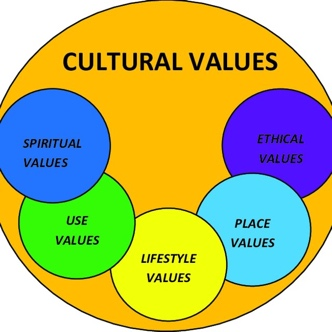 CULTURAL VALUES
SPIRITUAL
VALUES
ETHICAL
VALUES
USE
VALUES
PLACE
VALUES
LIFESTYLE
VALUES